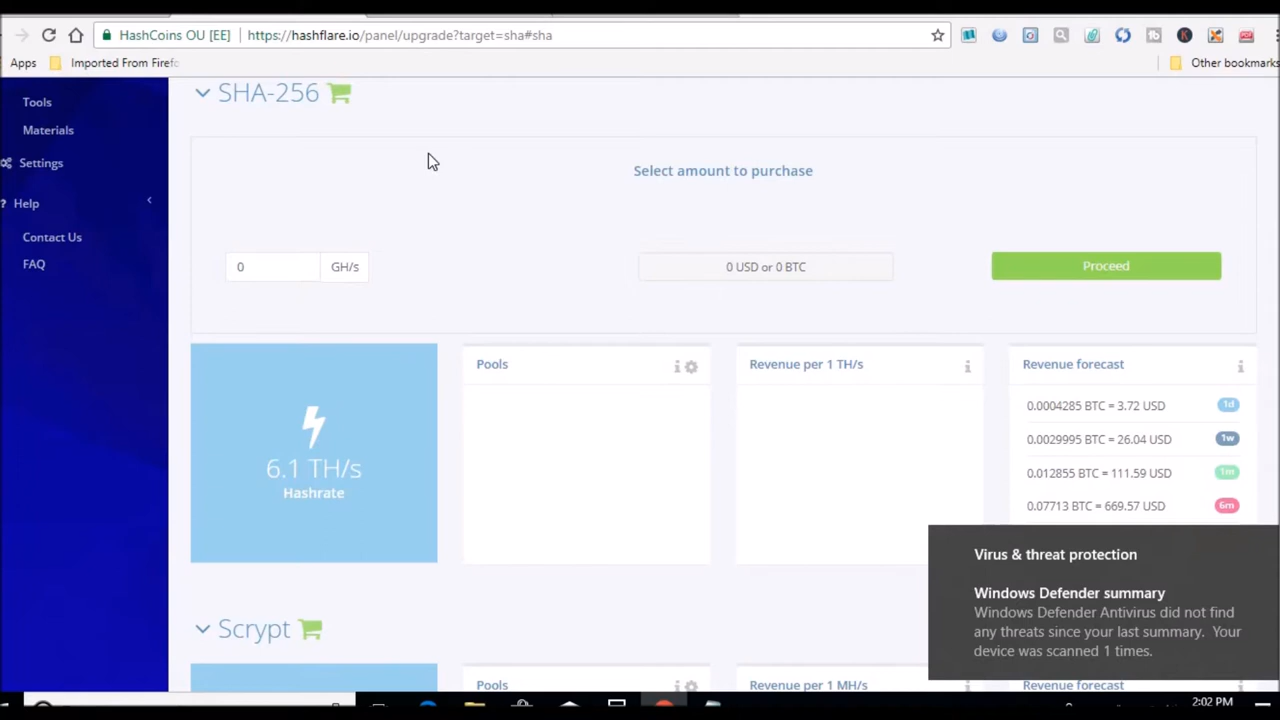 HashCoins OU [EE]
https://hashflare.io/panel/upgrade?target=sha#sha
Apps
Imported From Firefo
Other bookmarks
Tools
Materials
Settings
? Help
Contact Us
FAQ
SHA-256
Select amount to purchase
0 GH/s
0 USD or 0 BTC
Proceed
6.1 TH/s
Hashrate
Pools
Revenue per 1 TH/s
Revenue forecast
0.0004285 BTC = 3.72 USD 1d
0.0029995 BTC = 26.04 USD 1w
0.012855 BTC = 111.59 USD 1m
0.07713 BTC = 669.57 USD 6m
Virus & threat protection
Windows Defender summary
Windows Defender Antivirus did not find
any threats since your last summary. Your
device was scanned 1 times.
Scrypt
Pools
Revenue per 1 MH/s
Revenue forecast
2:02 PM